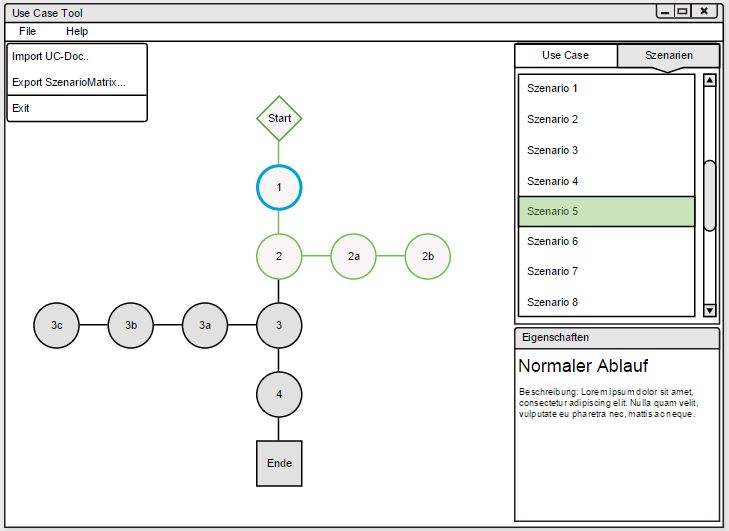 Use Case Tool
File Help
Import UC-Doc..
Export SzenarioMatrix...
Exit
Use Case Szenarien
Szenario 1
Szenario 2
Szenario 3
Szenario 4
Szenario 5
Szenario 6
Szenario 7
Szenario 8
Start
1
2 2a 2b
3c 3b 3a 3
4
Ende
Eigenschaften
Normaler Ablauf
Beschreibung: Lorem ipsum dolor sit amet,
consectetur adipiscing elit. Nulla quam velit,
vulputate eu pharetra nec, mattis ac neque.